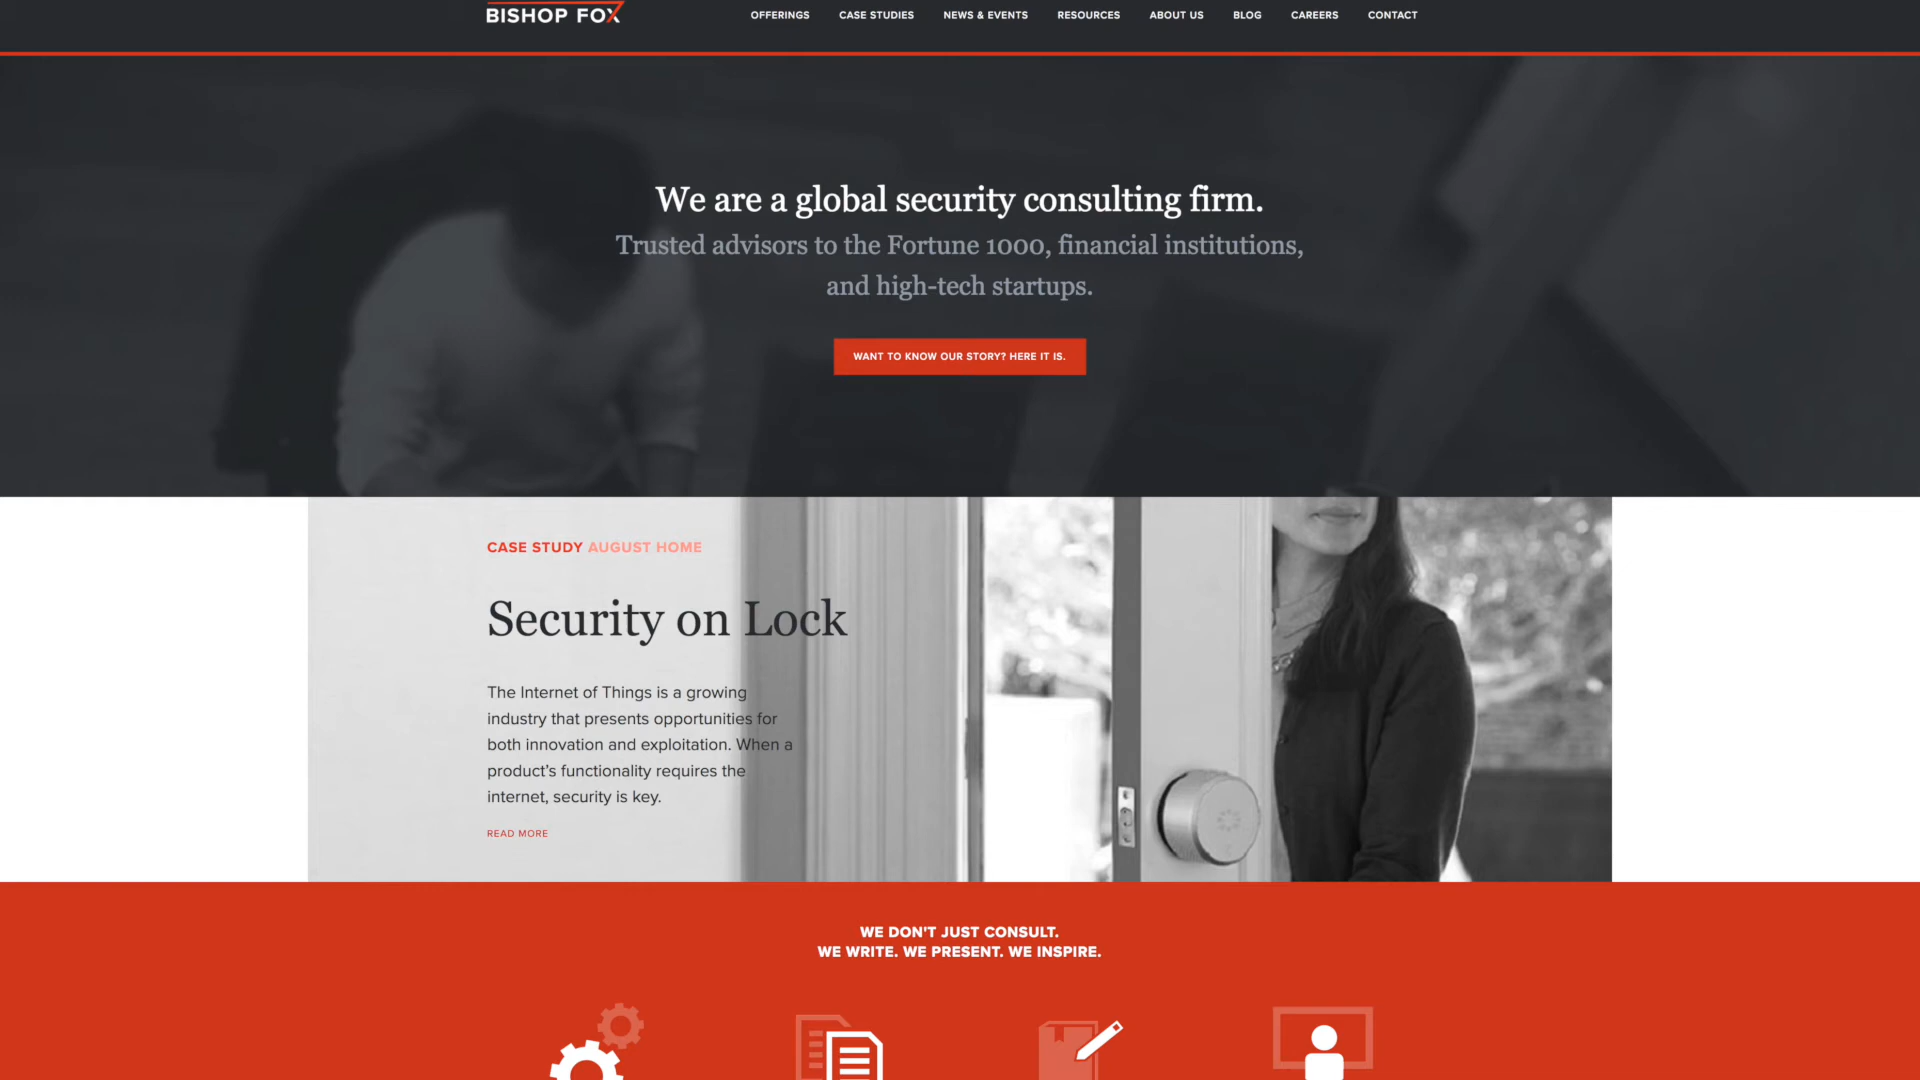 BISHOP FOX
OFFERINGS
CASE STUDIES
NEWS & EVENTS
RESOURCES
ABOUT US
BLOG
CAREERS
CONTACT
We are a global security consulting firm.
Trusted advisors to the Fortune 1000, financial institutions,
and high-tech startups.
WANT TO KNOW OUR STORY? HERE IT IS.
CASE STUDY AUGUST HOME
Security on Lock
The Internet of Things is a growing
industry that presents opportunities for
both innovation and exploitation. When a
product's functionality requires the
internet, security is key.
READ MORE
WE DON'T JUST CONSULT.
WE WRITE. WE PRESENT. WE INSPIRE.